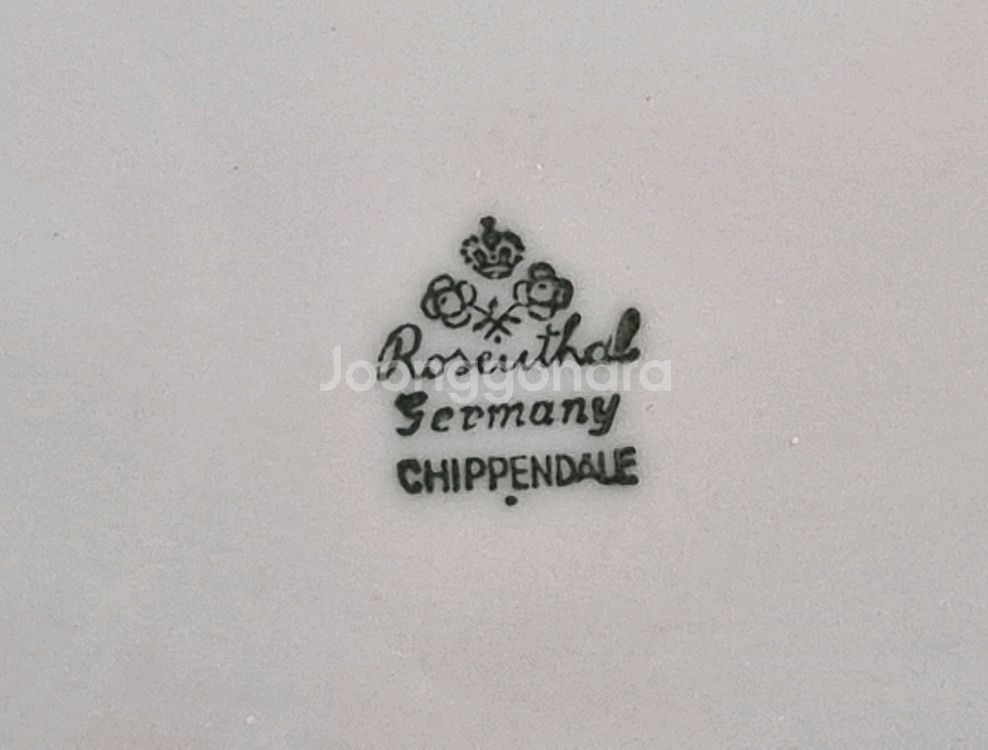 Rosenthal
Joonggonara
Germany
CHIPPENDALE